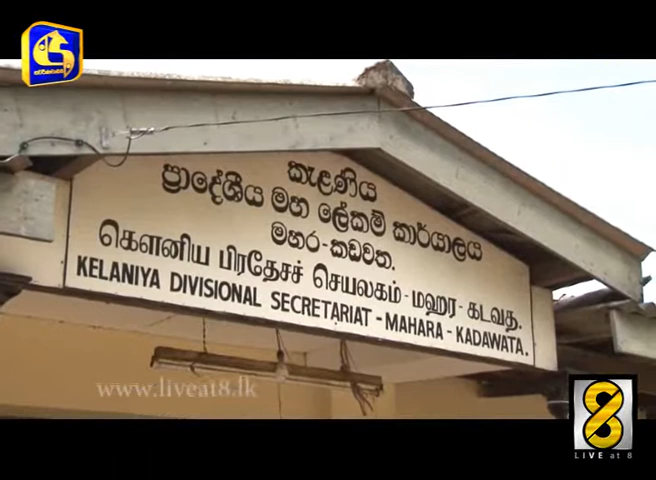 කැළණිය
ප්‍රාදේශීය මහ ලේකම් කාර්යාලය
මහර - කඩවත.
கௌனிய பிரதேசச் செயலகம் - மஹர - கடவத.
KELANIYA DIVISIONAL SECRETARIAT - MAHARA - KADAWATA.
www.liveat8.lk
8
LIVE at 8